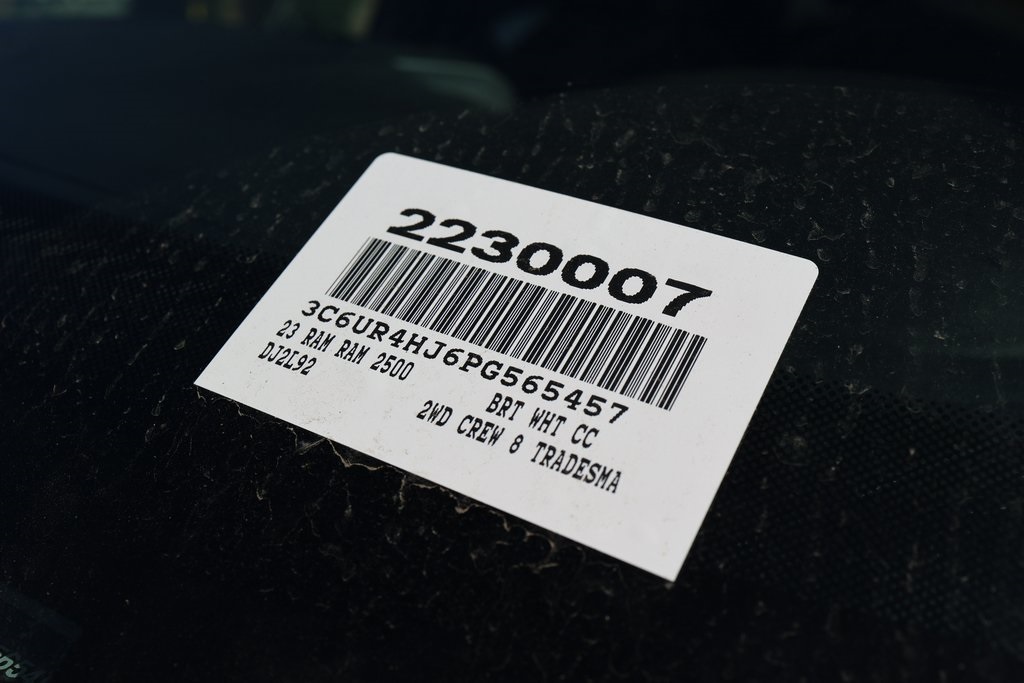 2230007
3C6UR4HJ6PG565457
23 RAM RAM 2500 BRT WHT CC
DJ2L92 2WD CREW 8 TRADESMA